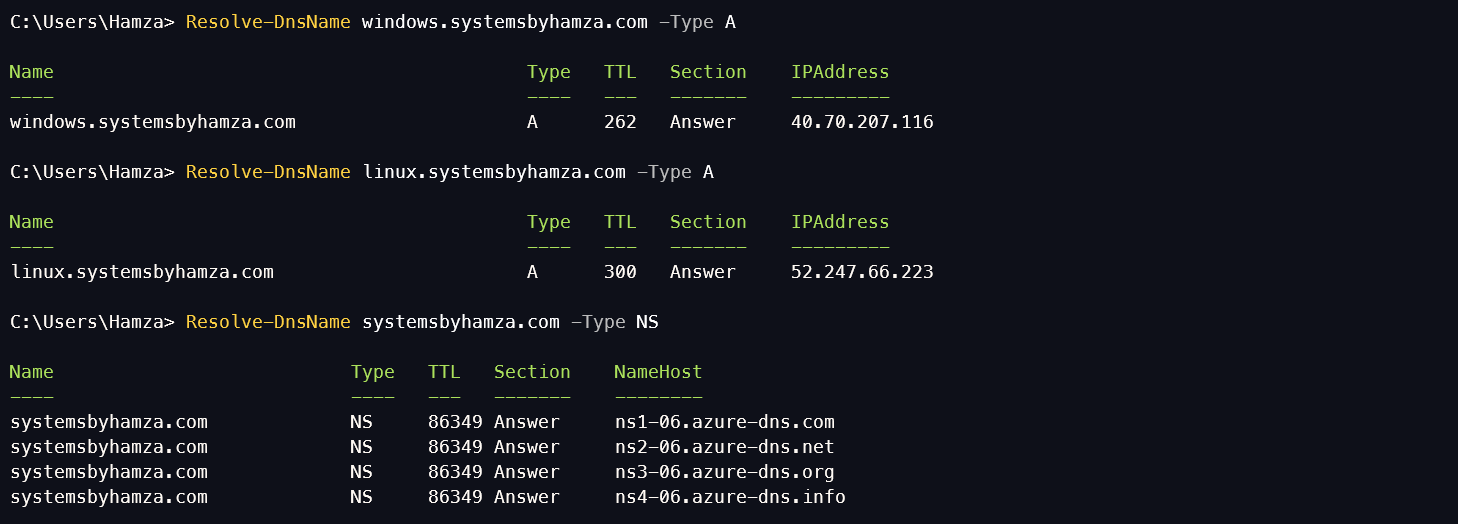 C:\Users\Hamza> Resolve-DnsName windows.systemsbyhamza.com -Type A
Name Type TTL Section IPAddress
---- ---- --- ------- ---------
windows.systemsbyhamza.com A 262 Answer 40.70.207.116
C:\Users\Hamza> Resolve-DnsName linux.systemsbyhamza.com -Type A
Name Type TTL Section IPAddress
---- ---- --- ------- ---------
linux.systemsbyhamza.com A 300 Answer 52.247.66.223
C:\Users\Hamza> Resolve-DnsName systemsbyhamza.com -Type NS
Name Type TTL Section NameHost
---- ---- --- ------- --------
systemsbyhamza.com NS 86349 Answer ns1-06.azure-dns.com
systemsbyhamza.com NS 86349 Answer ns2-06.azure-dns.net
systemsbyhamza.com NS 86349 Answer ns3-06.azure-dns.org
systemsbyhamza.com NS 86349 Answer ns4-06.azure-dns.info